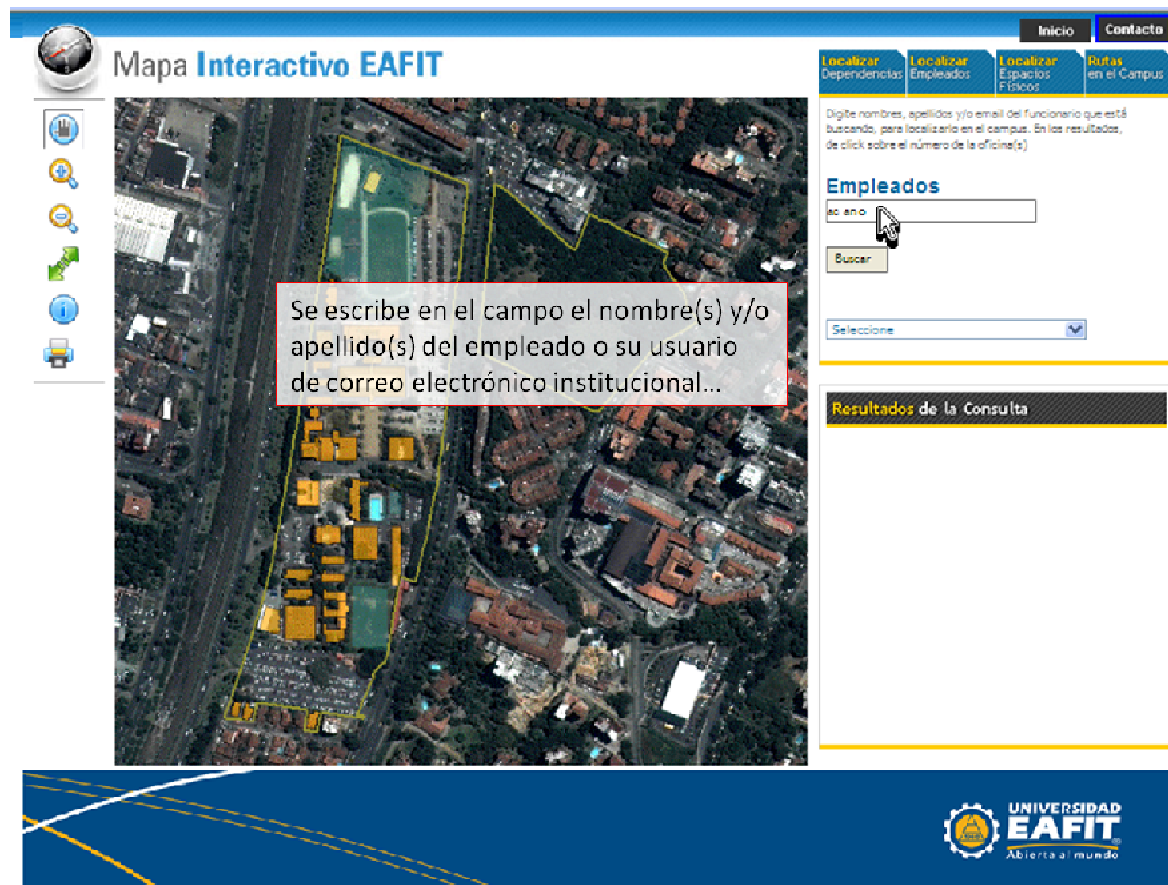 Inicio
Contacto
Mapa Interactivo EAFIT
Localizar Dependencias
Localizar Empleados
Localizar Espacios Físicos
Rutas en el Campus
Digite nombres, apellidos y/o email del funcionario que está
buscando, para localizarlo en el campus. En los resultados,
de click sobre el número de la oficina(s)
Empleados
Buscar
Seleccione
Se escribe en el campo el nombre(s) y/o
apellido(s) del empleado o su usuario
de correo electrónico institucional...
Resultados de la Consulta
UNIVERSIDAD
EAFIT
Abierta al mundo